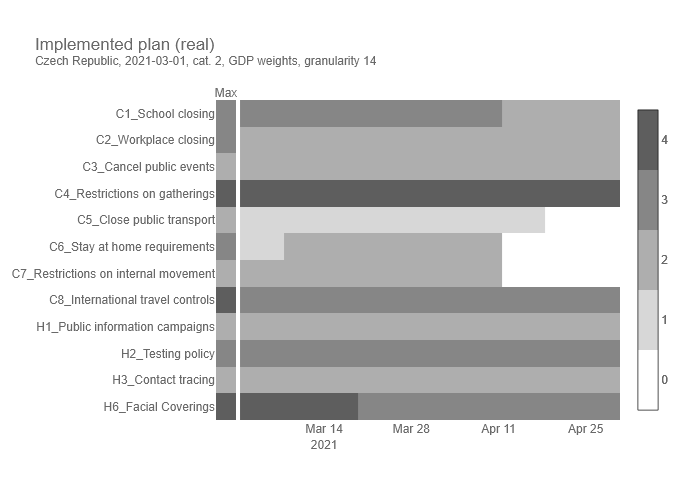 Implemented plan (real)
Czech Republic, 2021-03-01, cat. 2, GDP weights, granularity 14
Max
C1_School closing
C2_Workplace closing
C3_Cancel public events
C4_Restrictions on gatherings
C5_Close public transport
C6_Stay at home requirements
C7_Restrictions on internal movement
C8_International travel controls
H1_Public information campaigns
H2_Testing policy
H3_Contact tracing
H6_Facial Coverings
4
3
2
1
0
Mar 14 Mar 28 Apr 11 Apr 25
2021